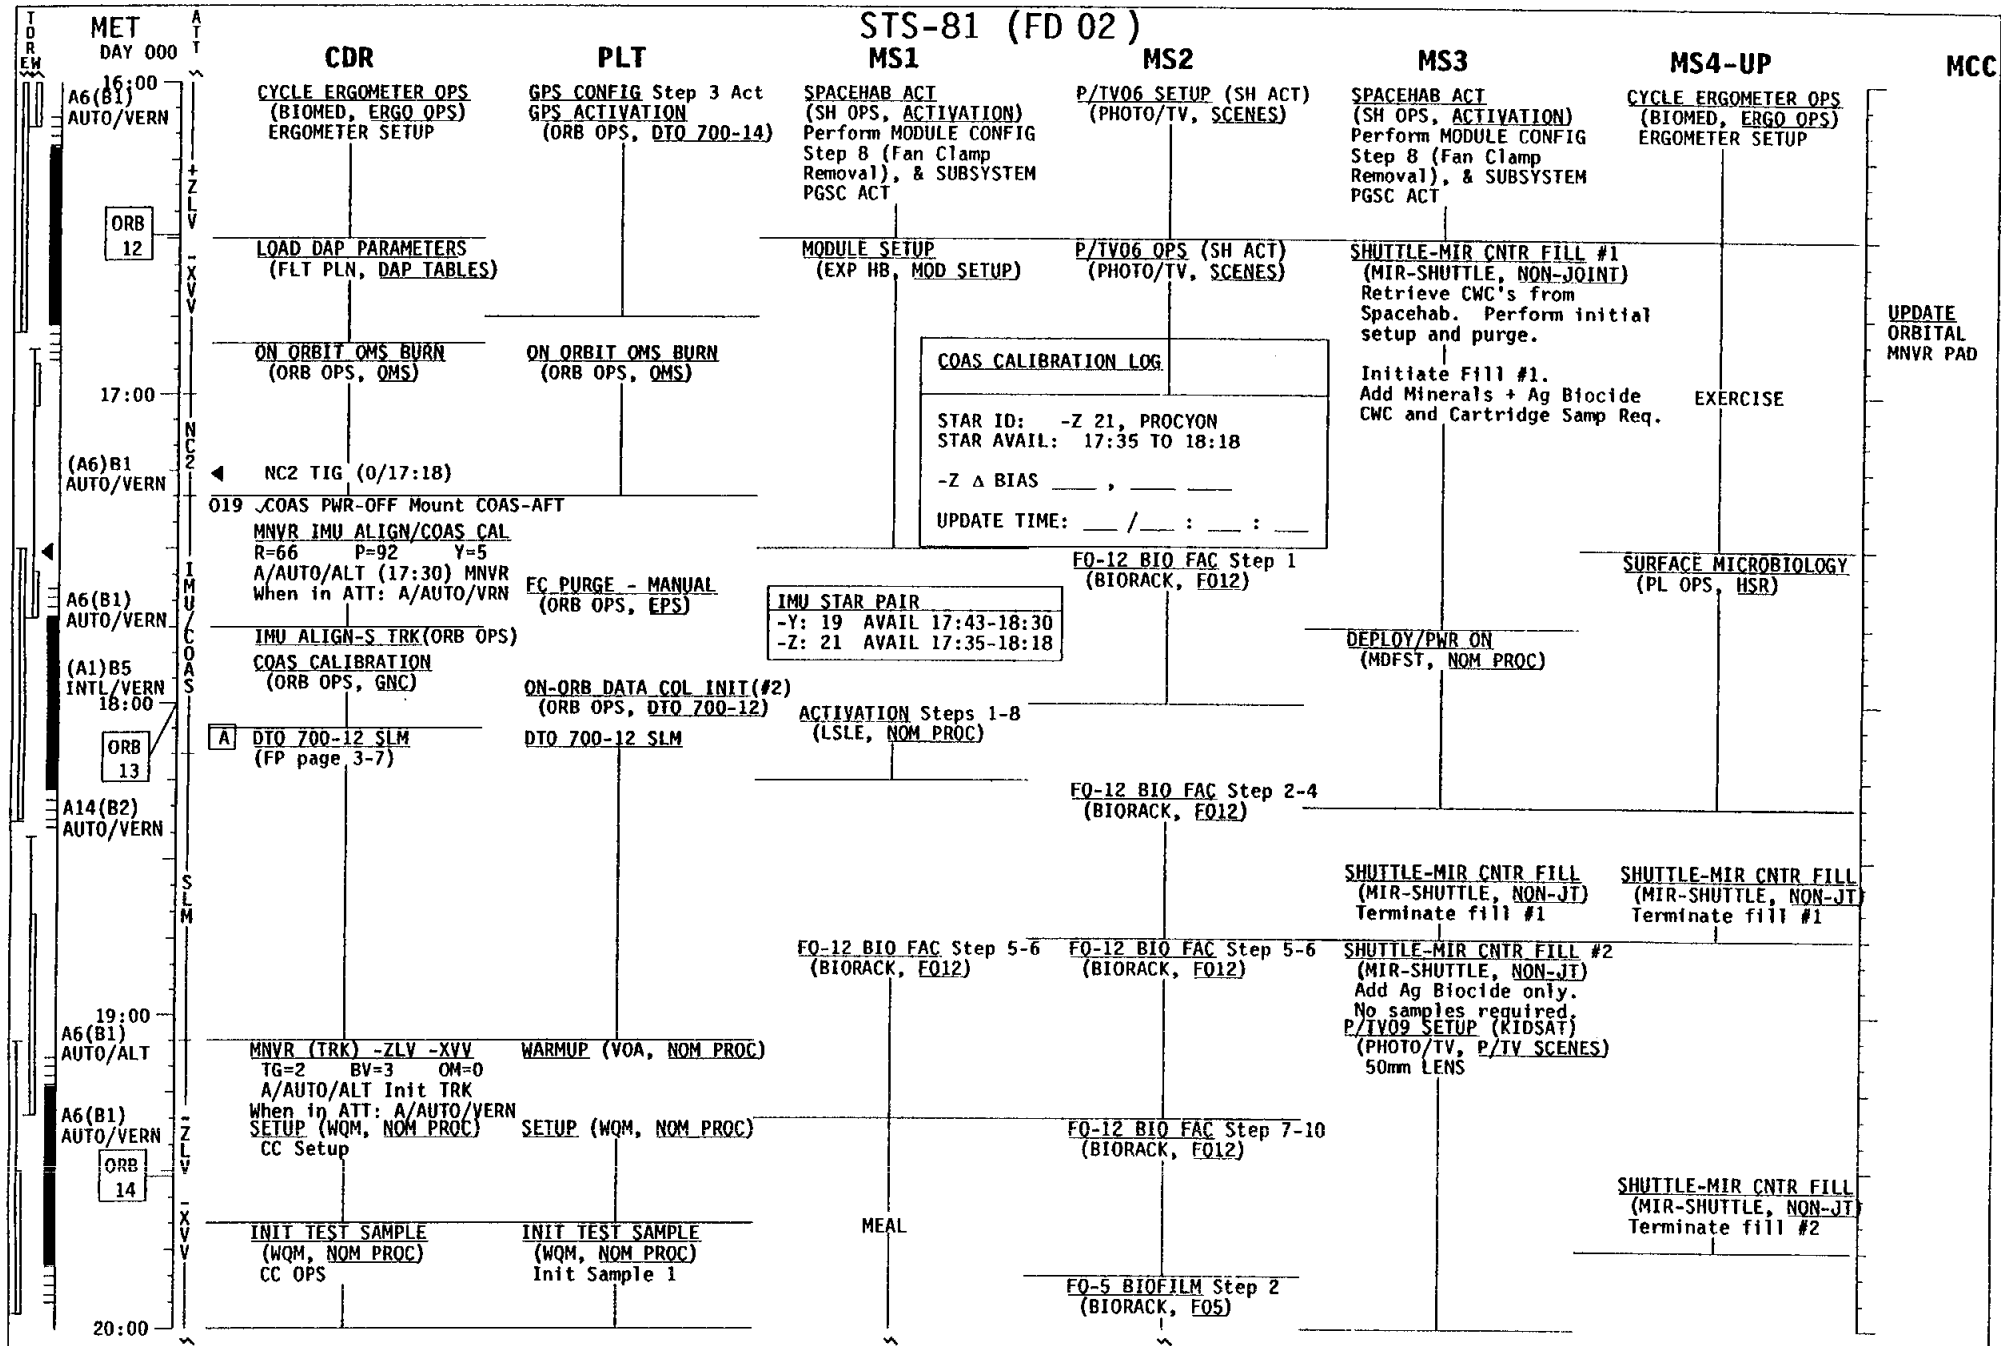 STS-81 (FD 02)
TDRS
EW
MET
DAY 000
ATT
CDR
PLT
MS1
MS2
MS3
MS4-UP
MCC
16:00
A6(B1)
AUTO/VERN
+ZLV
ORB
12
-XVV
17:00
NC2
(A6)B1
AUTO/VERN
IMU/COAS
A6(B1)
AUTO/VERN
(A1)B5
INTL/VERN
18:00
ORB
13
A14(B2)
AUTO/VERN
SLM
19:00
A6(B1)
AUTO/ALT
A6(B1)
AUTO/VERN
-ZLV
ORB
14
-XVV
20:00
CYCLE ERGOMETER OPS
(BIOMED, ERGO OPS)
ERGOMETER SETUP
LOAD DAP PARAMETERS
(FLT PLN, DAP TABLES)
ON ORBIT OMS BURN
(ORB OPS, OMS)
NC2 TIG (0/17:18)
019 ✓COAS PWR-OFF Mount COAS-AFT
MNVR IMU ALIGN/COAS CAL
R=66 P=92 Y=5
A/AUTO/ALT (17:30) MNVR
When in ATT: A/AUTO/VRN
IMU ALIGN-S TRK(ORB OPS)
COAS CALIBRATION
(ORB OPS, GNC)
A
DTO 700-12 SLM
(FP page 3-7)
MNVR (TRK) -ZLV -XVV
TG=2 BV=3 OM=0
A/AUTO/ALT Init TRK
When in ATT: A/AUTO/VERN
SETUP (WQM, NOM PROC)
CC Setup
INIT TEST SAMPLE
(WQM, NOM PROC)
CC OPS
GPS CONFIG Step 3 Act
GPS ACTIVATION
(ORB OPS, DTO 700-14)
ON ORBIT OMS BURN
(ORB OPS, OMS)
FC PURGE - MANUAL
(ORB OPS, EPS)
ON-ORB DATA COL INIT(#2)
(ORB OPS, DTO 700-12)
DTO 700-12 SLM
WARMUP (VOA, NOM PROC)
SETUP (WQM, NOM PROC)
INIT TEST SAMPLE
(WQM, NOM PROC)
Init Sample 1
SPACEHAB ACT
(SH OPS, ACTIVATION)
Perform MODULE CONFIG
Step 8 (Fan Clamp
Removal), & SUBSYSTEM
PGSC ACT
MODULE SETUP
(EXP HB, MOD SETUP)
IMU STAR PAIR
-Y: 19 AVAIL 17:43-18:30
-Z: 21 AVAIL 17:35-18:18
ACTIVATION Steps 1-8
(LSLE, NOM PROC)
FO-12 BIO FAC Step 5-6
(BIORACK, FO12)
MEAL
P/TV06 SETUP (SH ACT)
(PHOTO/TV, SCENES)
P/TV06 OPS (SH ACT)
(PHOTO/TV, SCENES)
COAS CALIBRATION LOG
STAR ID: -Z 21, PROCYON
STAR AVAIL: 17:35 TO 18:18
-Z Δ BIAS ___ , ___ ___
UPDATE TIME: ___ /___ : ___ : ___
FO-12 BIO FAC Step 1
(BIORACK, FO12)
FO-12 BIO FAC Step 2-4
(BIORACK, FO12)
FO-12 BIO FAC Step 5-6
(BIORACK, FO12)
FO-12 BIO FAC Step 7-10
(BIORACK, FO12)
FO-5 BIOFILM Step 2
(BIORACK, FO5)
SPACEHAB ACT
(SH OPS, ACTIVATION)
Perform MODULE CONFIG
Step 8 (Fan Clamp
Removal), & SUBSYSTEM
PGSC ACT
SHUTTLE-MIR CNTR FILL #1
(MIR-SHUTTLE, NON-JOINT)
Retrieve CWC's from
Spacehab. Perform initial
setup and purge.
Initiate Fill #1.
Add Minerals + Ag Biocide
CWC and Cartridge Samp Req.
DEPLOY/PWR ON
(MDFST, NOM PROC)
SHUTTLE-MIR CNTR FILL
(MIR-SHUTTLE, NON-JT)
Terminate fill #1
SHUTTLE-MIR CNTR FILL #2
(MIR-SHUTTLE, NON-JT)
Add Ag Biocide only.
No samples required.
P/TV09 SETUP (KIDSAT)
(PHOTO/TV, P/TV SCENES)
50mm LENS
CYCLE ERGOMETER OPS
(BIOMED, ERGO OPS)
ERGOMETER SETUP
EXERCISE
SURFACE MICROBIOLOGY
(PL OPS, HSR)
SHUTTLE-MIR CNTR FILL
(MIR-SHUTTLE, NON-JT)
Terminate fill #1
SHUTTLE-MIR CNTR FILL
(MIR-SHUTTLE, NON-JT)
Terminate fill #2
UPDATE
ORBITAL
MNVR PAD